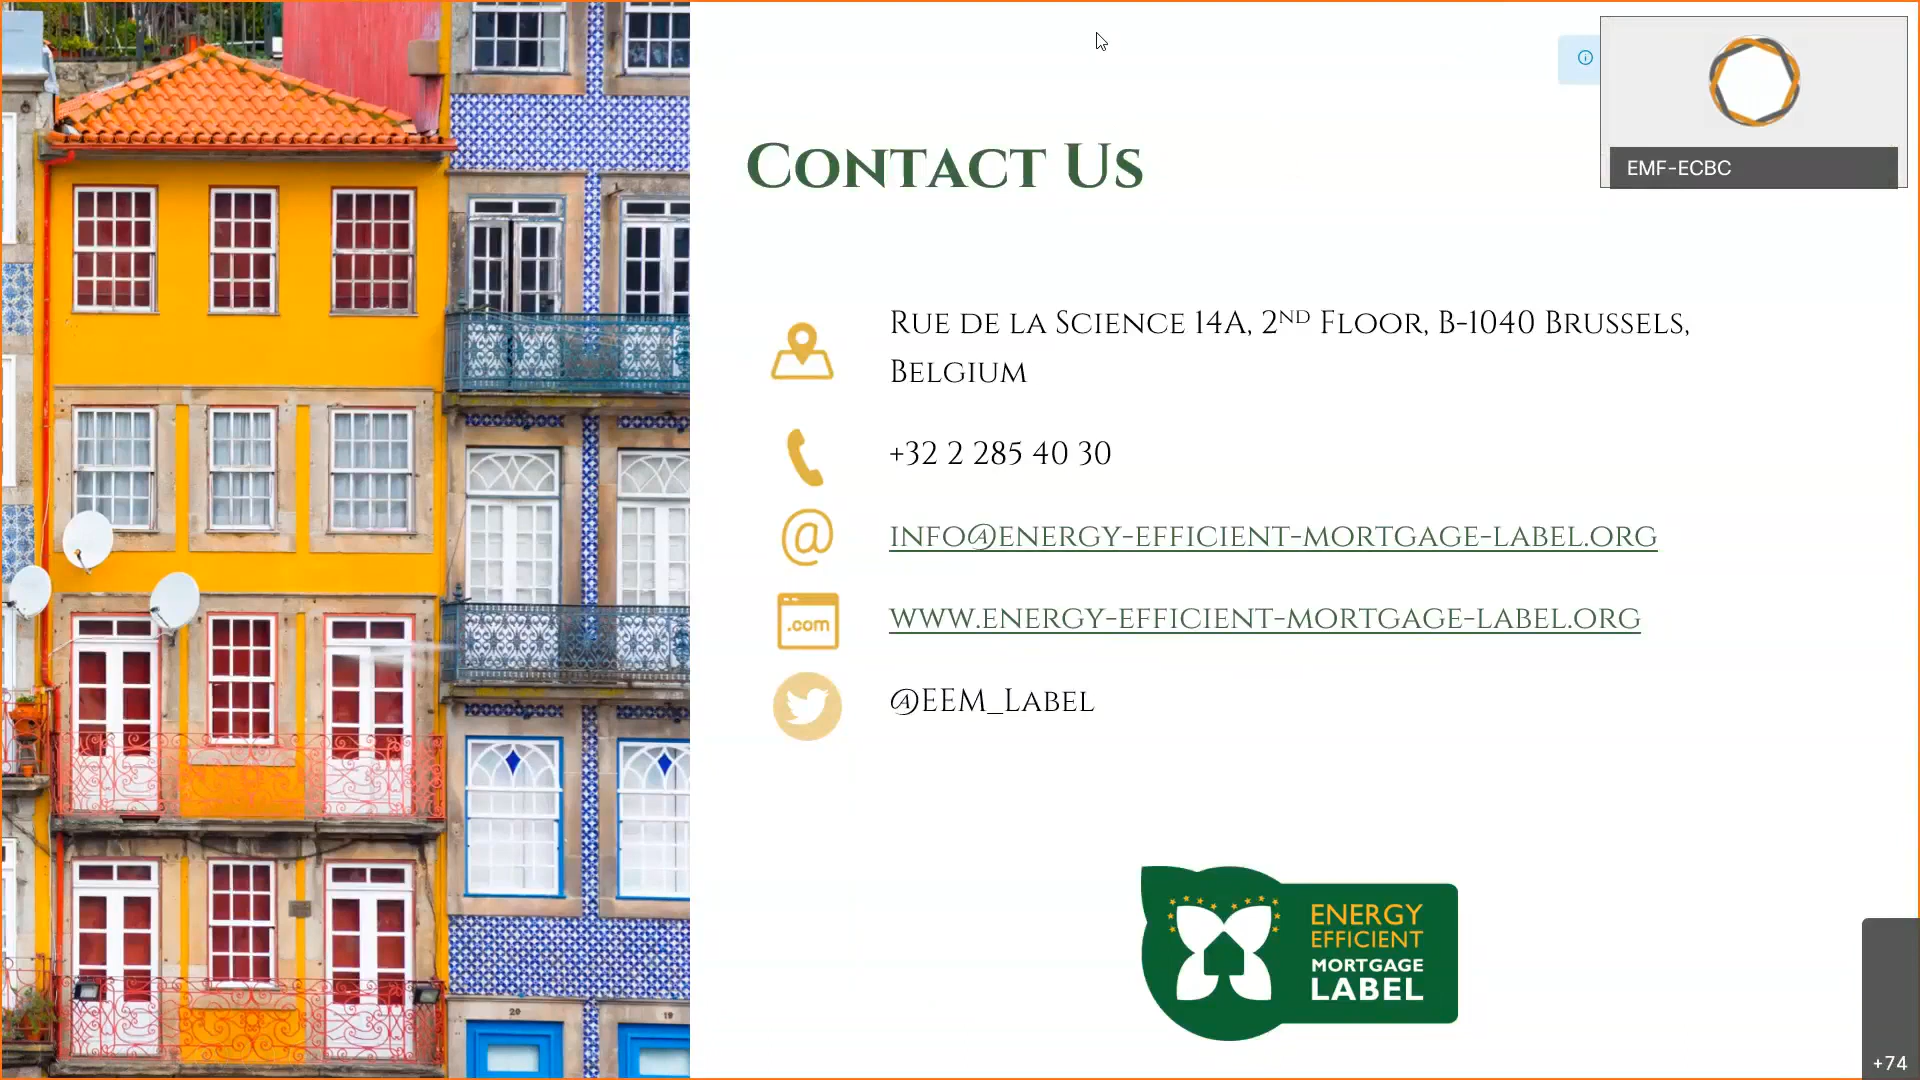 EMF-ECBC
Contact Us
Rue de la Science 14A, 2nd Floor, B-1040 Brussels,
Belgium
+32 2 285 40 30
info@energy-efficient-mortgage-label.org
.com
www.energy-efficient-mortgage-label.org
@EEM_Label
ENERGY
EFFICIENT
MORTGAGE
LABEL
20
19
+74